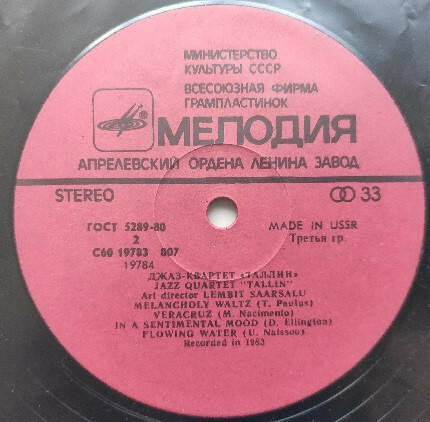 МИНИСТЕРСТВО
КУЛЬТУРЫ СССР
ВСЕСОЮЗНАЯ ФИРМА
ГРАМПЛАСТИНОК
МЕЛОДИЯ
АПРЕЛЕВСКИЙ ОРДЕНА ЛЕНИНА ЗАВОД
STEREO
33
ГОСТ 5289-80
MADE IN USSR
2
Третья гр.
С60 19783 007
19784
ДЖАЗ-КВАРТЕТ «ТАЛЛИН»
JAZZ QUARTET "TALLIN"
Art director LEMBIT SAARSALU
MELANCHOLY WALTZ (T. Paulus)
VERACRUZ (M. Nacimento)
IN A SENTIMENTAL MOOD (D. Ellington)
FLOWING WATER (U. Naissoo)
Recorded in 1983